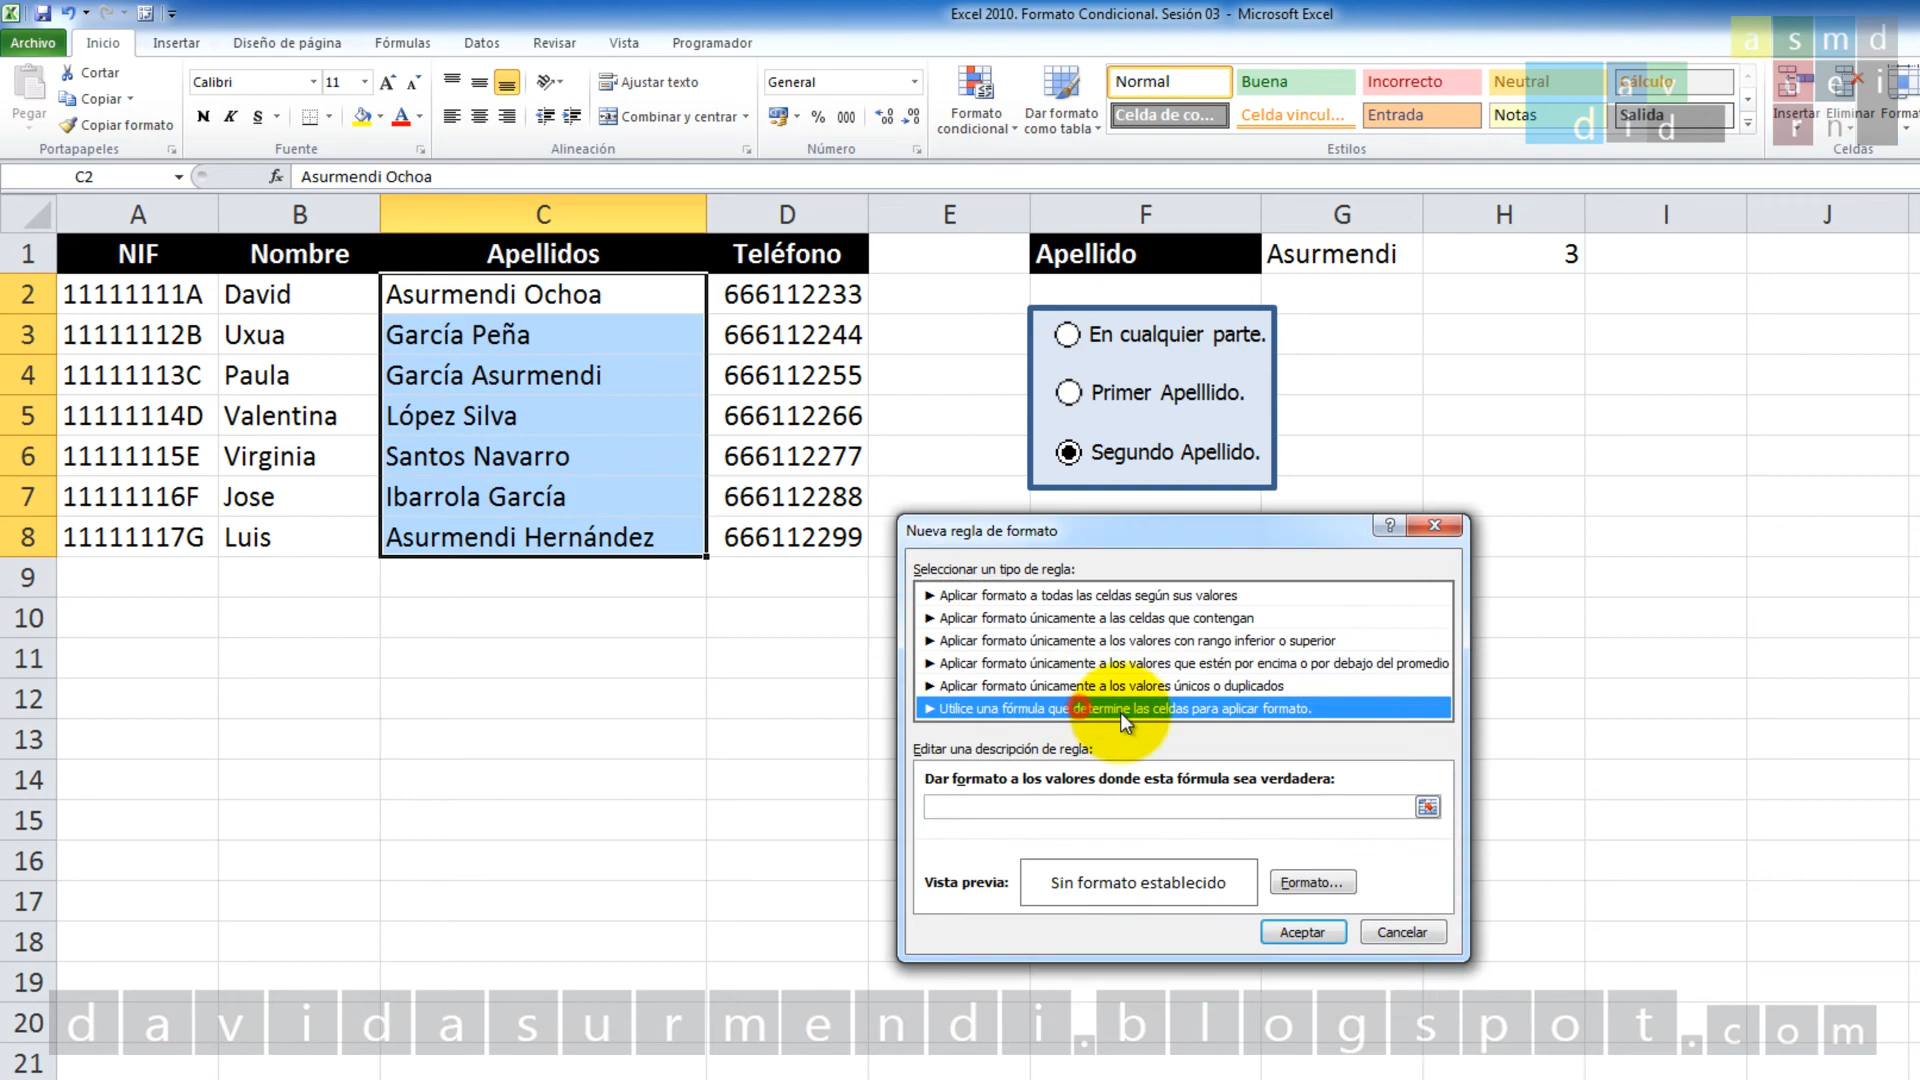 Excel 2010. Formato Condicional. Sesión 03 - Microsoft Excel
Archivo Inicio Insertar Diseño de página Fórmulas Datos Revisar Vista Programador
a s m d
Pegar
Cortar
Copiar
Copiar formato
Portapapeles
Calibri 11
N K S
Fuente
Ajustar texto
Combinar y centrar
Alineación
General
% 000
Número
Formato condicional
Dar formato como tabla
Normal Buena Incorrecto Neutral Cálculo
Celda de co... Celda vincul... Entrada Notas Salida
Estilos
Insertar Eliminar
Celdas
C2 fx Asurmendi Ochoa
A B C D E F G H I J
1 NIF Nombre Apellidos Teléfono Apellido Asurmendi 3
2 11111111A David Asurmendi Ochoa 666112233
3 11111112B Uxua García Peña 666112244
4 11111113C Paula García Asurmendi 666112255
5 11111114D Valentina López Silva 666112266
6 11111115E Virginia Santos Navarro 666112277
7 11111116F Jose Ibarrola García 666112288
8 11111117G Luis Asurmendi Hernández 666112299
9
10
11
12
13
14
15
16
17
18
19
20
21
En cualquier parte.
Primer Apelllido.
Segundo Apellido.
Nueva regla de formato
Seleccionar un tipo de regla:
► Aplicar formato a todas las celdas según sus valores
► Aplicar formato únicamente a las celdas que contengan
► Aplicar formato únicamente a los valores con rango inferior o superior
► Aplicar formato únicamente a los valores que estén por encima o por debajo del promedio
► Aplicar formato únicamente a los valores únicos o duplicados
► Utilice una fórmula que determine las celdas para aplicar formato.
Editar una descripción de regla:
Dar formato a los valores donde esta fórmula sea verdadera:
Vista previa: Sin formato establecido Formato...
Aceptar Cancelar
davidasurmendi.blogspot.com